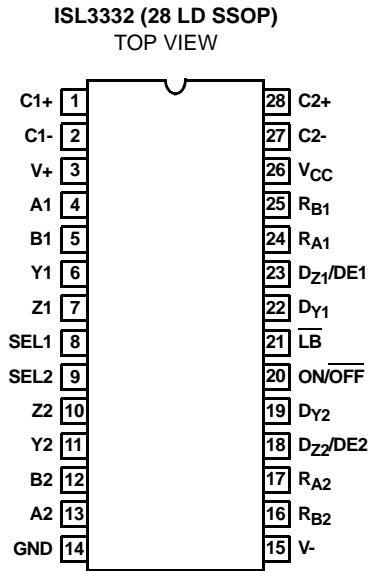 ISL3332 (28 LD SSOP)
TOP VIEW
C1+ 1 28 C2+
C1- 2 27 C2-
V+ 3 26 VCC
A1 4 25 RB1
B1 5 24 RA1
Y1 6 23 DZ1/DE1
Z1 7 22 DY1
SEL1 8 21 L̅B̅
SEL2 9 20 ON/O̅F̅F̅
Z2 10 19 DY2
Y2 11 18 DZ2/DE2
B2 12 17 RA2
A2 13 16 RB2
GND 14 15 V-